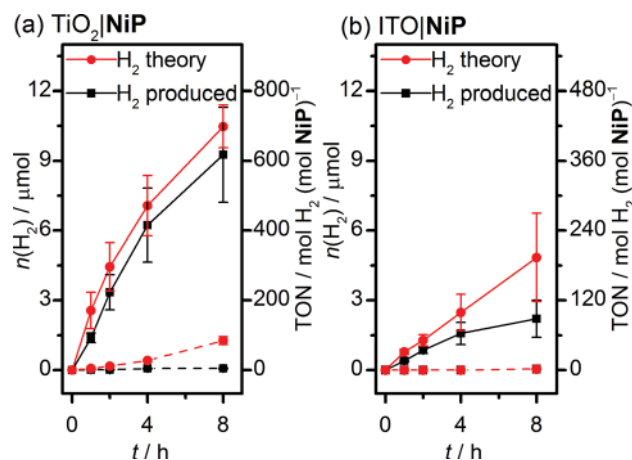 (a) TiO₂|NiP
H₂ theory
H₂ produced
n(H₂) / μmol
12
9
6
3
0
800
600
400
200
0
TON / mol H₂ (mol NiP)⁻¹
0
4
8
t / h
(b) ITO|NiP
H₂ theory
H₂ produced
n(H₂) / μmol
12
9
6
3
0
480
360
240
120
0
TON / mol H₂ (mol NiP)⁻¹
0
4
8
t / h